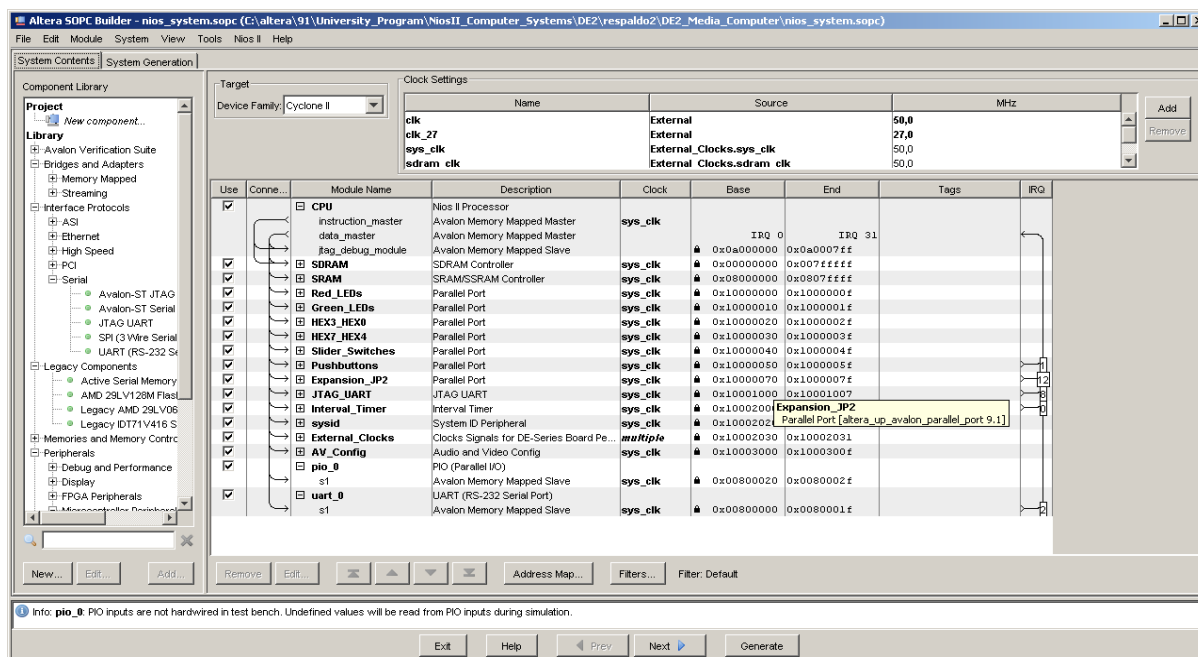 Altera SOPC Builder - nios_system.sopc (C:\altera\91\University_Program\NiosII_Computer_Systems\DE2\respaldo2\DE2_Media_Computer\nios_system.sopc)
File Edit Module System View Tools Nios II Help
System Contents System Generation
Component Library
Project
New component...
Library
Avalon Verification Suite
Bridges and Adapters
Memory Mapped
Streaming
Interface Protocols
ASI
Ethernet
High Speed
PCI
Serial
Avalon-ST JTAG
Avalon-ST Serial
JTAG UART
SPI (3 Wire Serial
UART (RS-232 Se
Legacy Components
Active Serial Memory
AMD 29LV128M Flas
Legacy AMD 29LV06
Legacy IDT71V416 S
Memories and Memory Contro
Peripherals
Debug and Performance
Display
FPGA Peripherals
Microcontroller Peripheral
New... Edit... Add...
Target
Device Family: Cyclone II
Clock Settings
Name Source MHz
clk External 50,0
clk_27 External 27,0
sys_clk External_Clocks.sys_clk 50,0
sdram_clk External_Clocks.sdram_clk 50,0
Add
Remove
Use Conne... Module Name Description Clock Base End Tags IRQ
CPU Nios II Processor
instruction_master Avalon Memory Mapped Master sys_clk
data_master Avalon Memory Mapped Master IRQ 0 IRQ 31
jtag_debug_module Avalon Memory Mapped Slave 0x0a000000 0x0a0007ff
SDRAM SDRAM Controller sys_clk 0x00000000 0x007fffff
SRAM SRAM/SSRAM Controller sys_clk 0x08000000 0x0807ffff
Red_LEDs Parallel Port sys_clk 0x10000000 0x1000000f
Green_LEDs Parallel Port sys_clk 0x10000010 0x1000001f
HEX3_HEX0 Parallel Port sys_clk 0x10000020 0x1000002f
HEX7_HEX4 Parallel Port sys_clk 0x10000030 0x1000003f
Slider_Switches Parallel Port sys_clk 0x10000040 0x1000004f
Pushbuttons Parallel Port sys_clk 0x10000050 0x1000005f 1
Expansion_JP2 Parallel Port sys_clk 0x10000070 0x1000007f 12
JTAG_UART JTAG UART sys_clk 0x10001000 0x10001007 8
Interval_Timer Interval Timer sys_clk 0x1000200 0
Expansion_JP2
Parallel Port [altera_up_avalon_parallel_port 9.1]
sysid System ID Peripheral sys_clk 0x1000202
External_Clocks Clocks Signals for DE-Series Board Pe... multiple 0x10002030 0x10002031
AV_Config Audio and Video Config sys_clk 0x10003000 0x1000300f
pio_0 PIO (Parallel I/O)
s1 Avalon Memory Mapped Slave sys_clk 0x00800020 0x0080002f
uart_0 UART (RS-232 Serial Port)
s1 Avalon Memory Mapped Slave sys_clk 0x00800000 0x0080001f 2
Remove Edit... Address Map... Filters... Filter: Default
Info: pio_0: PIO inputs are not hardwired in test bench. Undefined values will be read from PIO inputs during simulation.
Exit Help Prev Next Generate